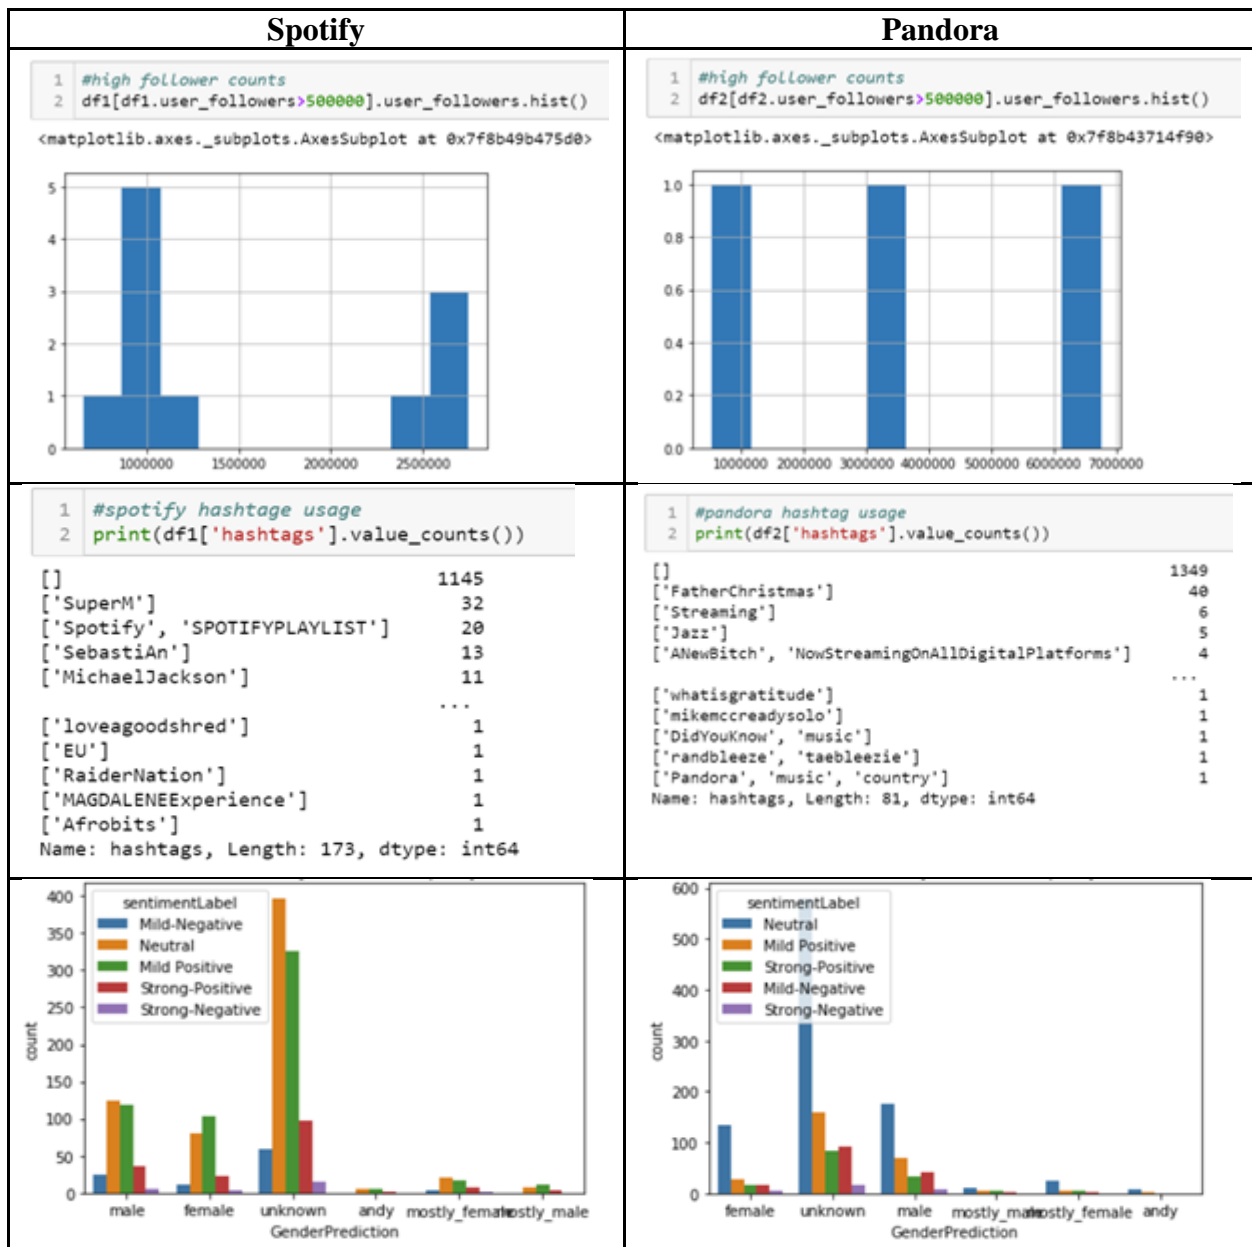 Spotify
Pandora
1 #high follower counts
2 df1[df1.user_followers>500000].user_followers.hist()
<matplotlib.axes._subplots.AxesSubplot at 0x7f8b49b475d0>
5
4
3
2
1
0
1000000 1500000 2000000 2500000
1 #high follower counts
2 df2[df2.user_followers>500000].user_followers.hist()
<matplotlib.axes._subplots.AxesSubplot at 0x7f8b43714f90>
1.0
0.8
0.6
0.4
0.2
0.0
1000000 2000000 3000000 4000000 5000000 6000000 7000000
1 #spotify hashtage usage
2 print(df1['hashtags'].value_counts())
[] 1145
['SuperM'] 32
['Spotify', 'SPOTIFYPLAYLIST'] 20
['SebastiAn'] 13
['MichaelJackson'] 11
...
['loveagoodshred'] 1
['EU'] 1
['RaiderNation'] 1
['MAGDALENEExperience'] 1
['Afrobits'] 1
Name: hashtags, Length: 173, dtype: int64
1 #pandora hashtag usage
2 print(df2['hashtags'].value_counts())
[] 1349
['FatherChristmas'] 40
['Streaming'] 6
['Jazz'] 5
['ANewBitch', 'NowStreamingOnAllDigitalPlatforms'] 4
...
['whatisgratitude'] 1
['mikemccreadysolo'] 1
['DidYouKnow', 'music'] 1
['randbleeze', 'taebleezie'] 1
['Pandora', 'music', 'country'] 1
Name: hashtags, Length: 81, dtype: int64
400
350
300
250
200
150
100
50
0
count
sentimentLabel
Mild-Negative
Neutral
Mild Positive
Strong-Positive
Strong-Negative
male female unknown andy mostly_female mostly_male
GenderPrediction
600
500
400
300
200
100
0
count
sentimentLabel
Neutral
Mild Positive
Strong-Positive
Mild-Negative
Strong-Negative
female unknown male mostly_male mostly_female andy
GenderPrediction